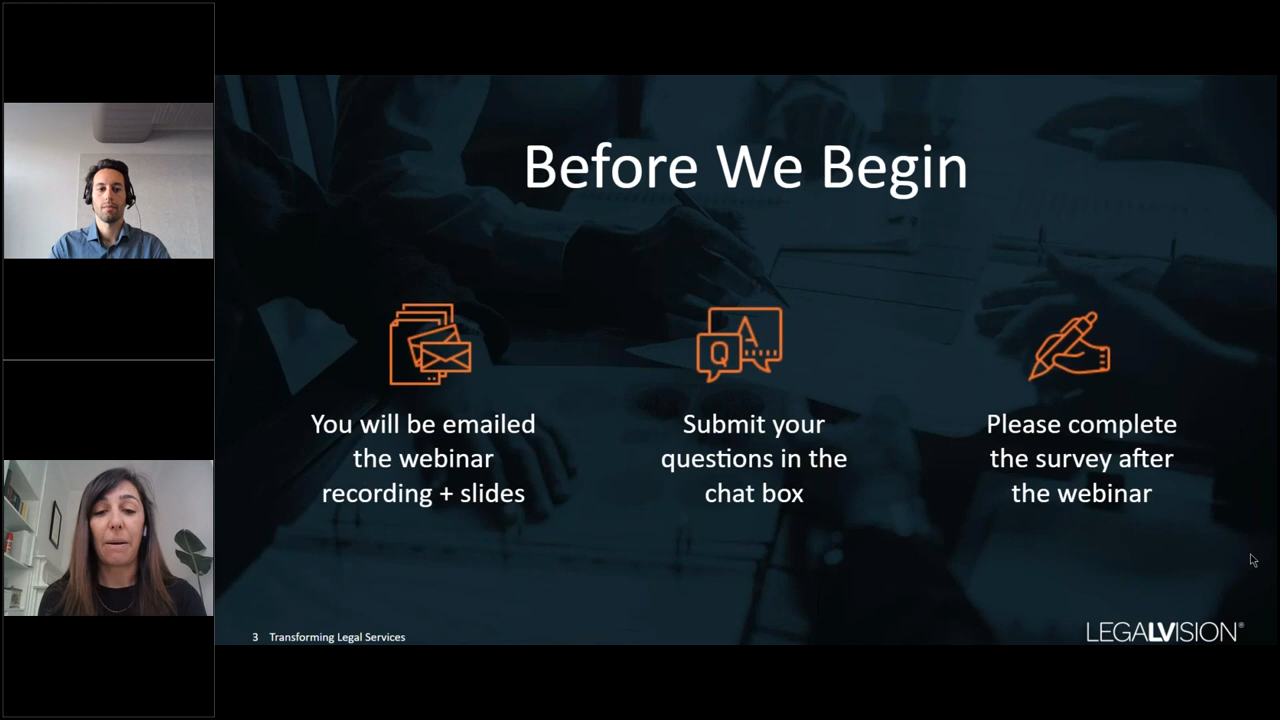 Before We Begin
Q
A
You will be emailed
the webinar
recording + slides
Submit your
questions in the
chat box
Please complete
the survey after
the webinar
3 Transforming Legal Services
LEGALVISION®